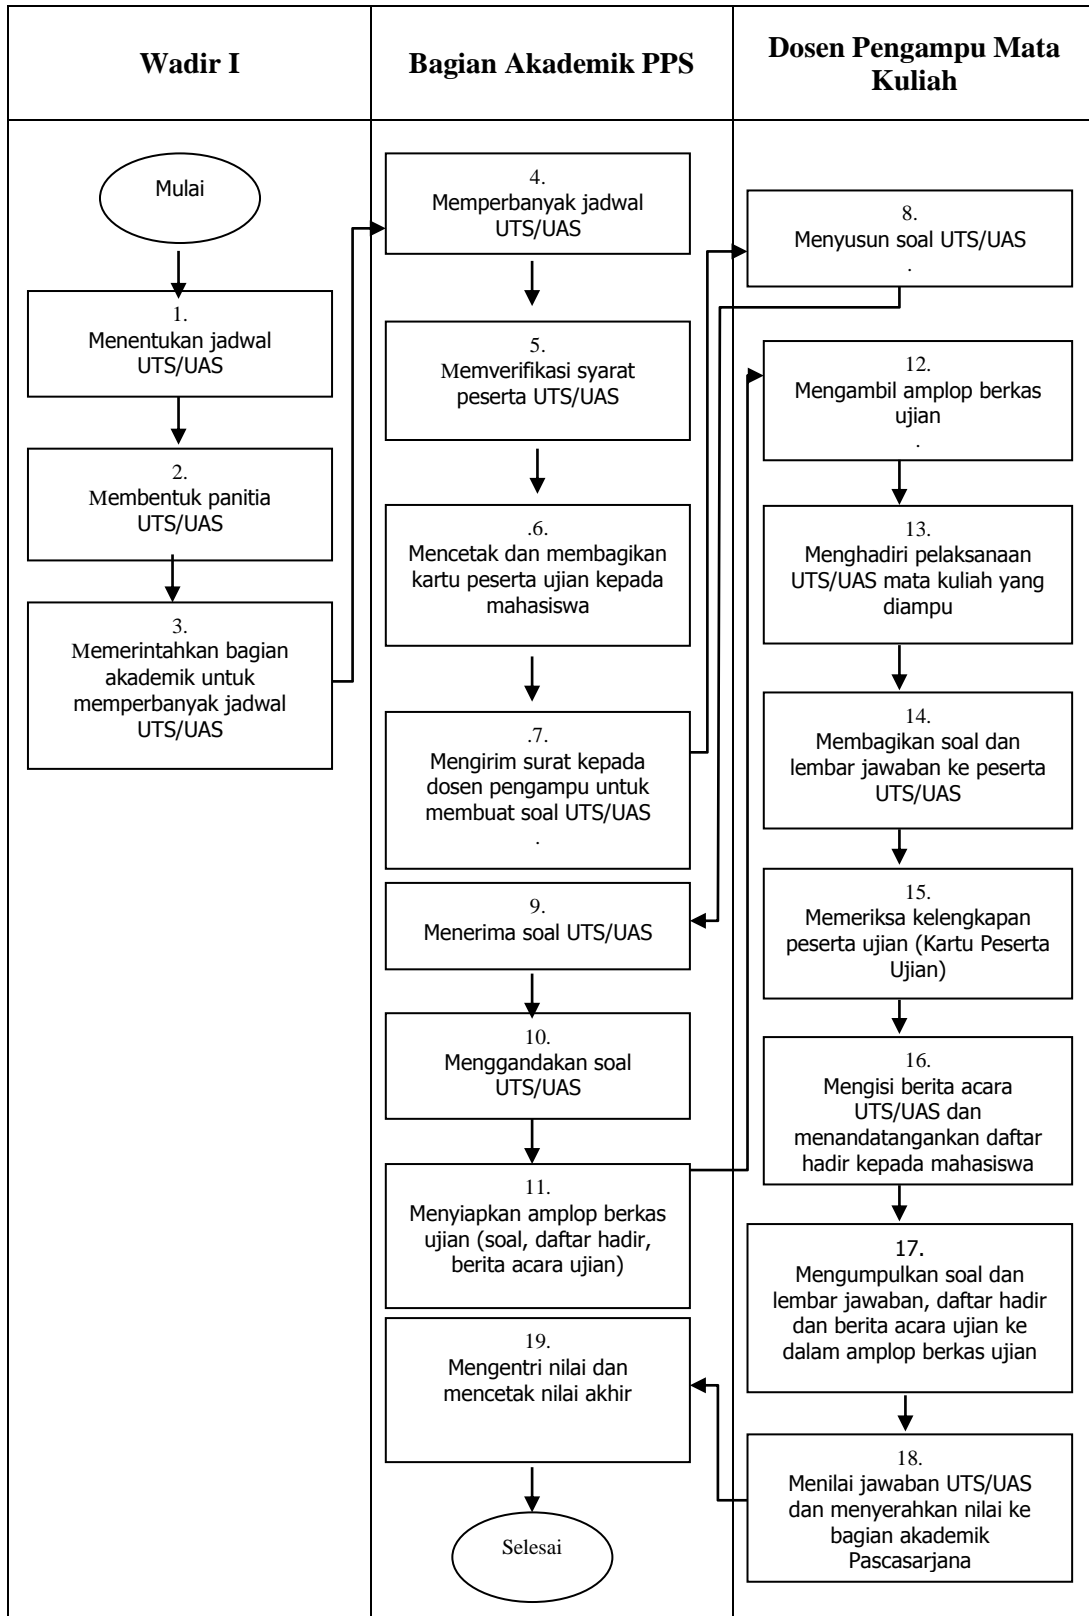 Wadir I
Bagian Akademik PPS
Dosen Pengampu Mata
Kuliah
Mulai
1.
Menentukan jadwal
UTS/UAS
2.
Membentuk panitia
UTS/UAS
3.
Memerintahkan bagian
akademik untuk
memperbanyak jadwal
UTS/UAS
4.
Memperbanyak jadwal
UTS/UAS
5.
Memverifikasi syarat
peserta UTS/UAS
.6.
Mencetak dan membagikan
kartu peserta ujian kepada
mahasiswa
.7.
Mengirim surat kepada
dosen pengampu untuk
membuat soal UTS/UAS
.
8.
Menyusun soal UTS/UAS
.
9.
Menerima soal UTS/UAS
10.
Menggandakan soal
UTS/UAS
11.
Menyiapkan amplop berkas
ujian (soal, daftar hadir,
berita acara ujian)
12.
Mengambil amplop berkas
ujian
.
13.
Menghadiri pelaksanaan
UTS/UAS mata kuliah yang
diampu
14.
Membagikan soal dan
lembar jawaban ke peserta
UTS/UAS
15.
Memeriksa kelengkapan
peserta ujian (Kartu Peserta
Ujian)
16.
Mengisi berita acara
UTS/UAS dan
menandatangankan daftar
hadir kepada mahasiswa
17.
Mengumpulkan soal dan
lembar jawaban, daftar hadir
dan berita acara ujian ke
dalam amplop berkas ujian
18.
Menilai jawaban UTS/UAS
dan menyerahkan nilai ke
bagian akademik
Pascasarjana
19.
Mengentri nilai dan
mencetak nilai akhir
Selesai